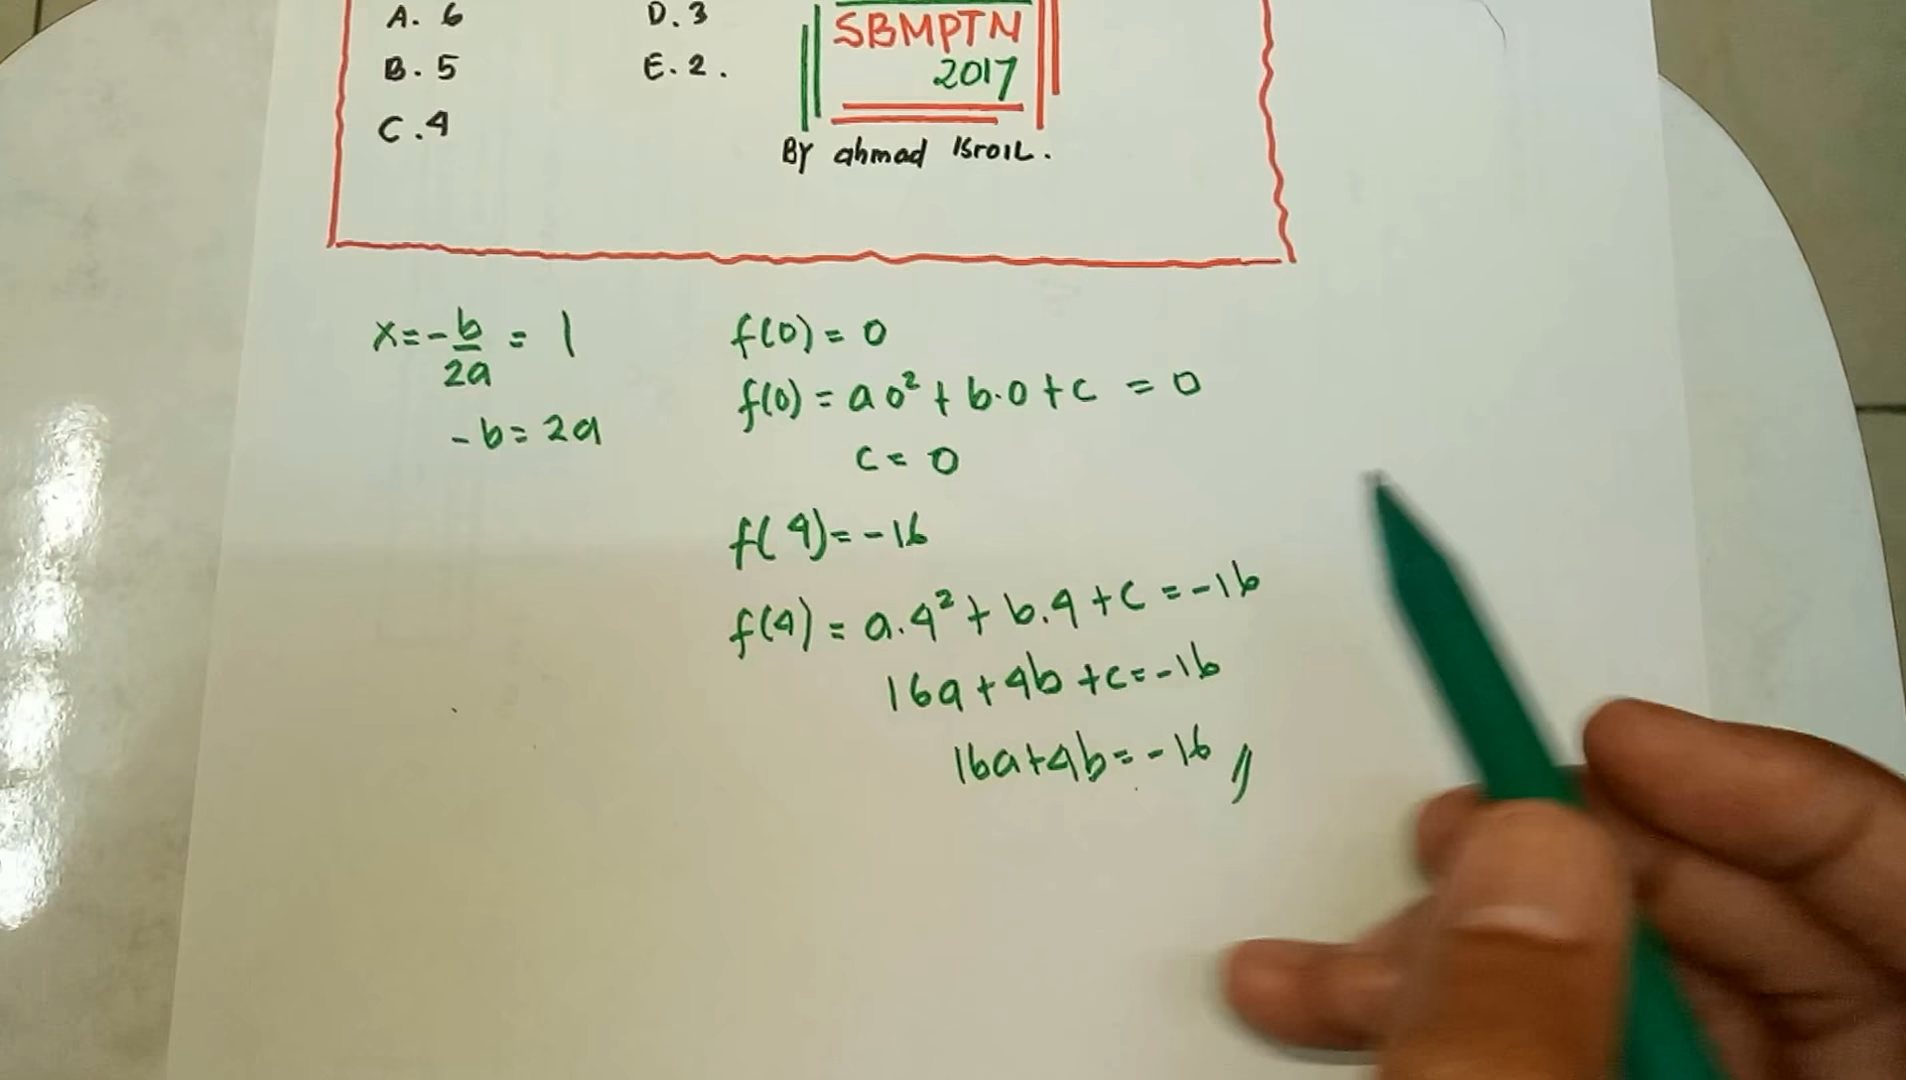 A. 6
D. 3
B. 5
E. 2.
C. 4
SBMPTN
2017
By ahmad Isroil.
x = -b/2a = 1
-b = 2a
f(0) = 0
f(0) = a0² + b.0 + c = 0
c = 0
f(4) = -16
f(4) = a.4² + b.4 + c = -16
16a + 4b + c = -16
16a + 4b = -16